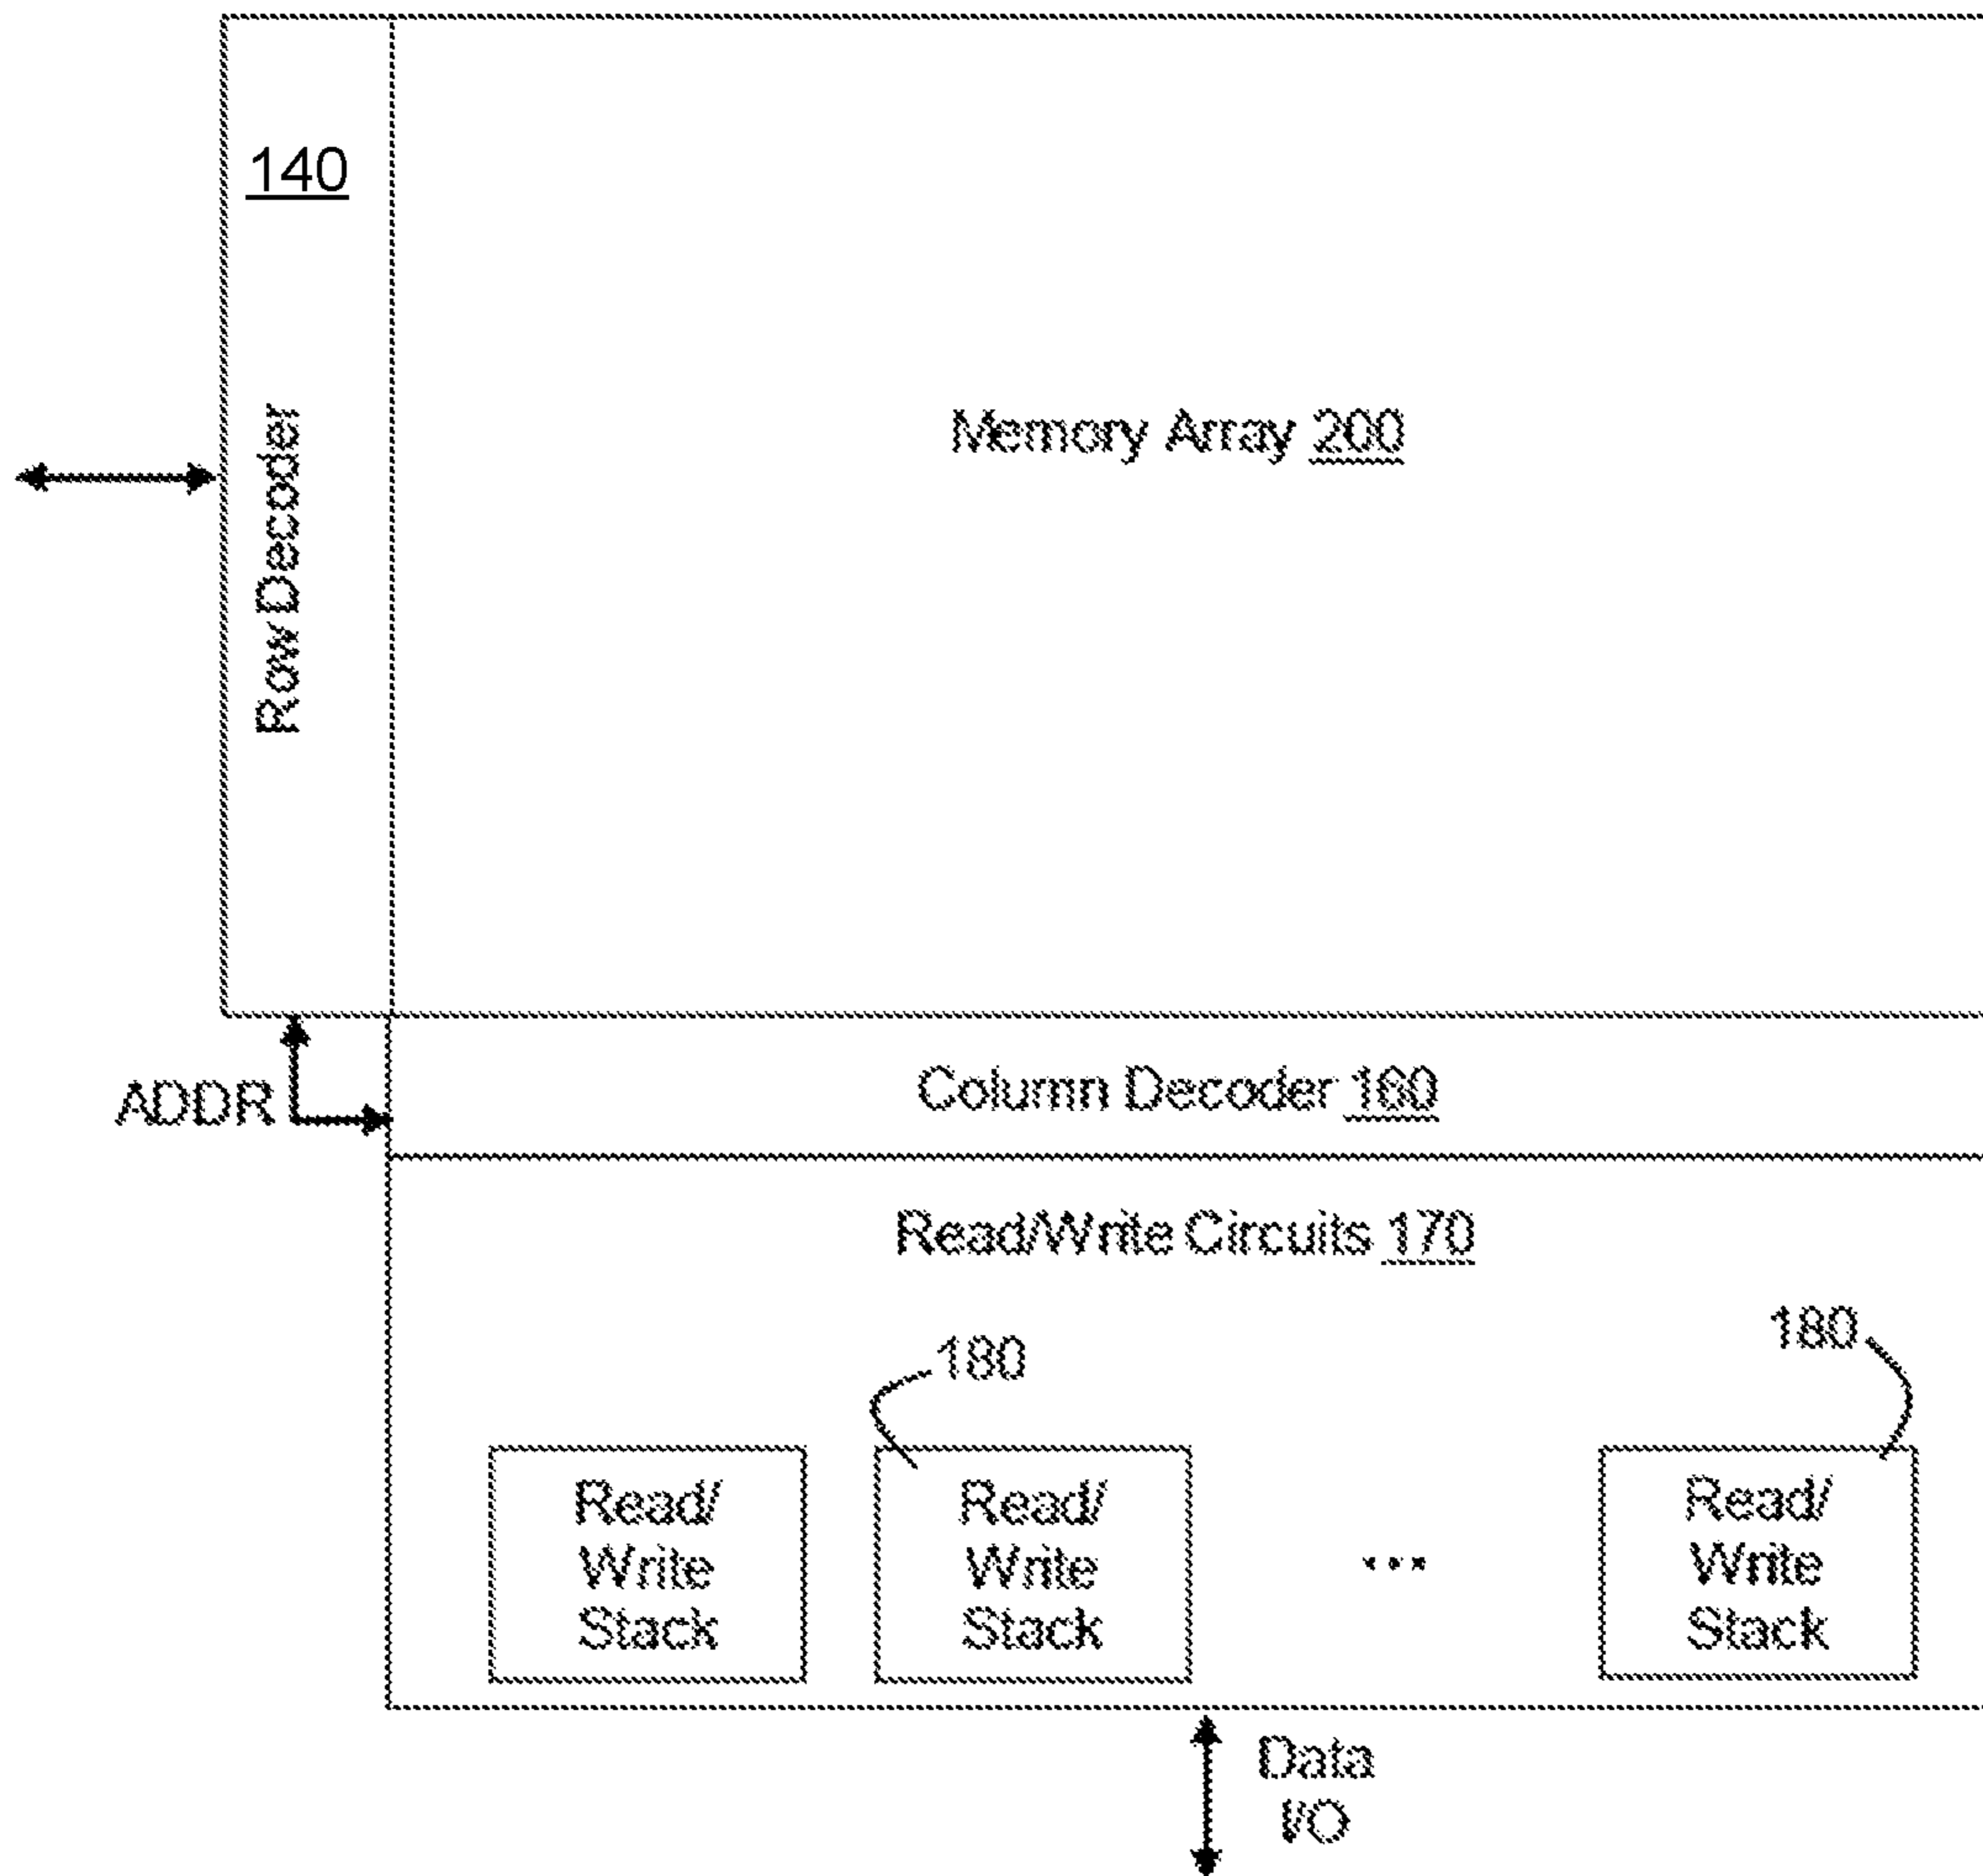 140
Row Decoder
Memory Array 200
ADDR
Column Decoder 160
Read/Write Circuits 170
180
180
Read/
Write
Stack
Read/
Write
Stack
...
Read/
Write
Stack
Data
I/O